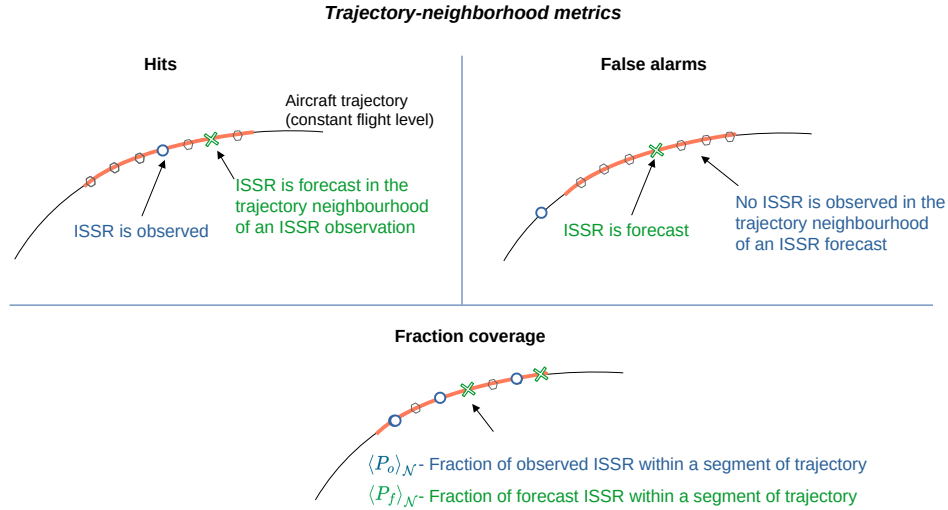 Trajectory-neighborhood metrics
Hits
Aircraft trajectory
(constant flight level)
ISSR is observed
ISSR is forecast in the
trajectory neighbourhood
of an ISSR observation
False alarms
ISSR is forecast
No ISSR is observed in the
trajectory neighbourhood
of an ISSR forecast
Fraction coverage
⟨P_o⟩_𝒩 - Fraction of observed ISSR within a segment of trajectory
⟨P_f⟩_𝒩 - Fraction of forecast ISSR within a segment of trajectory